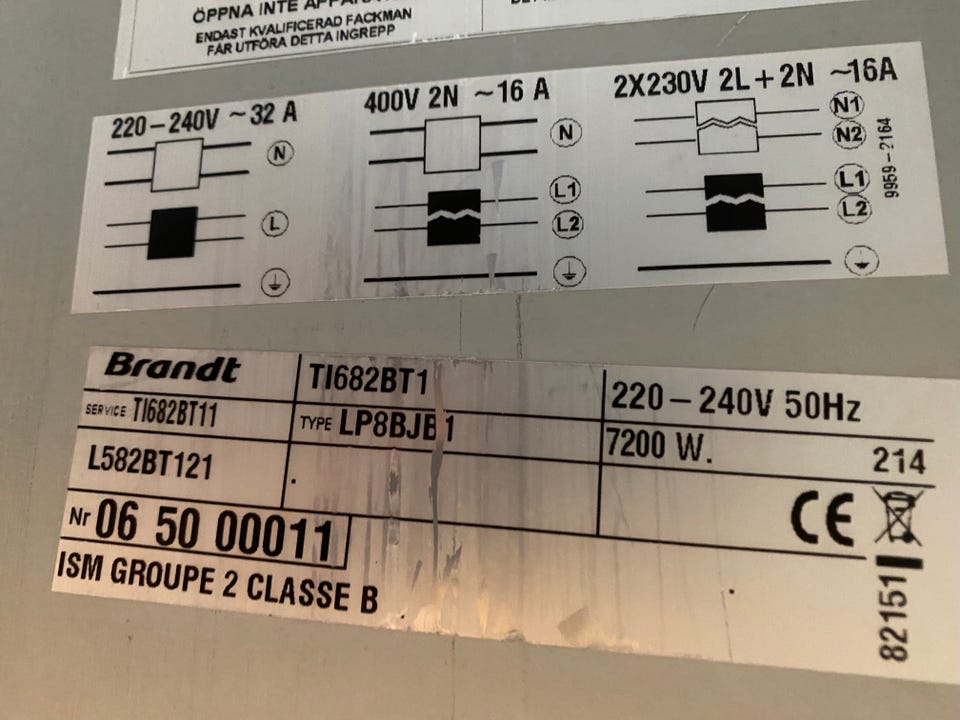 ÖPPNA INTE
ENDAST KVALIFICERAD FACKMAN
FÅR UTFÖRA DETTA INGREPP
220-240V ~32 A
N
L
400V 2N ~16 A
N
L1
L2
2X230V 2L+2N ~16A
N1
N2
L1
L2
9959-2164
Brandt
TI682BT1
220-240V 50Hz
SERVICE TI682BT11
TYPE LP8BJB1
7200 W.
214
L582BT121
.
CE
Nr 06 50 00011
ISM GROUPE 2 CLASSE B
82151